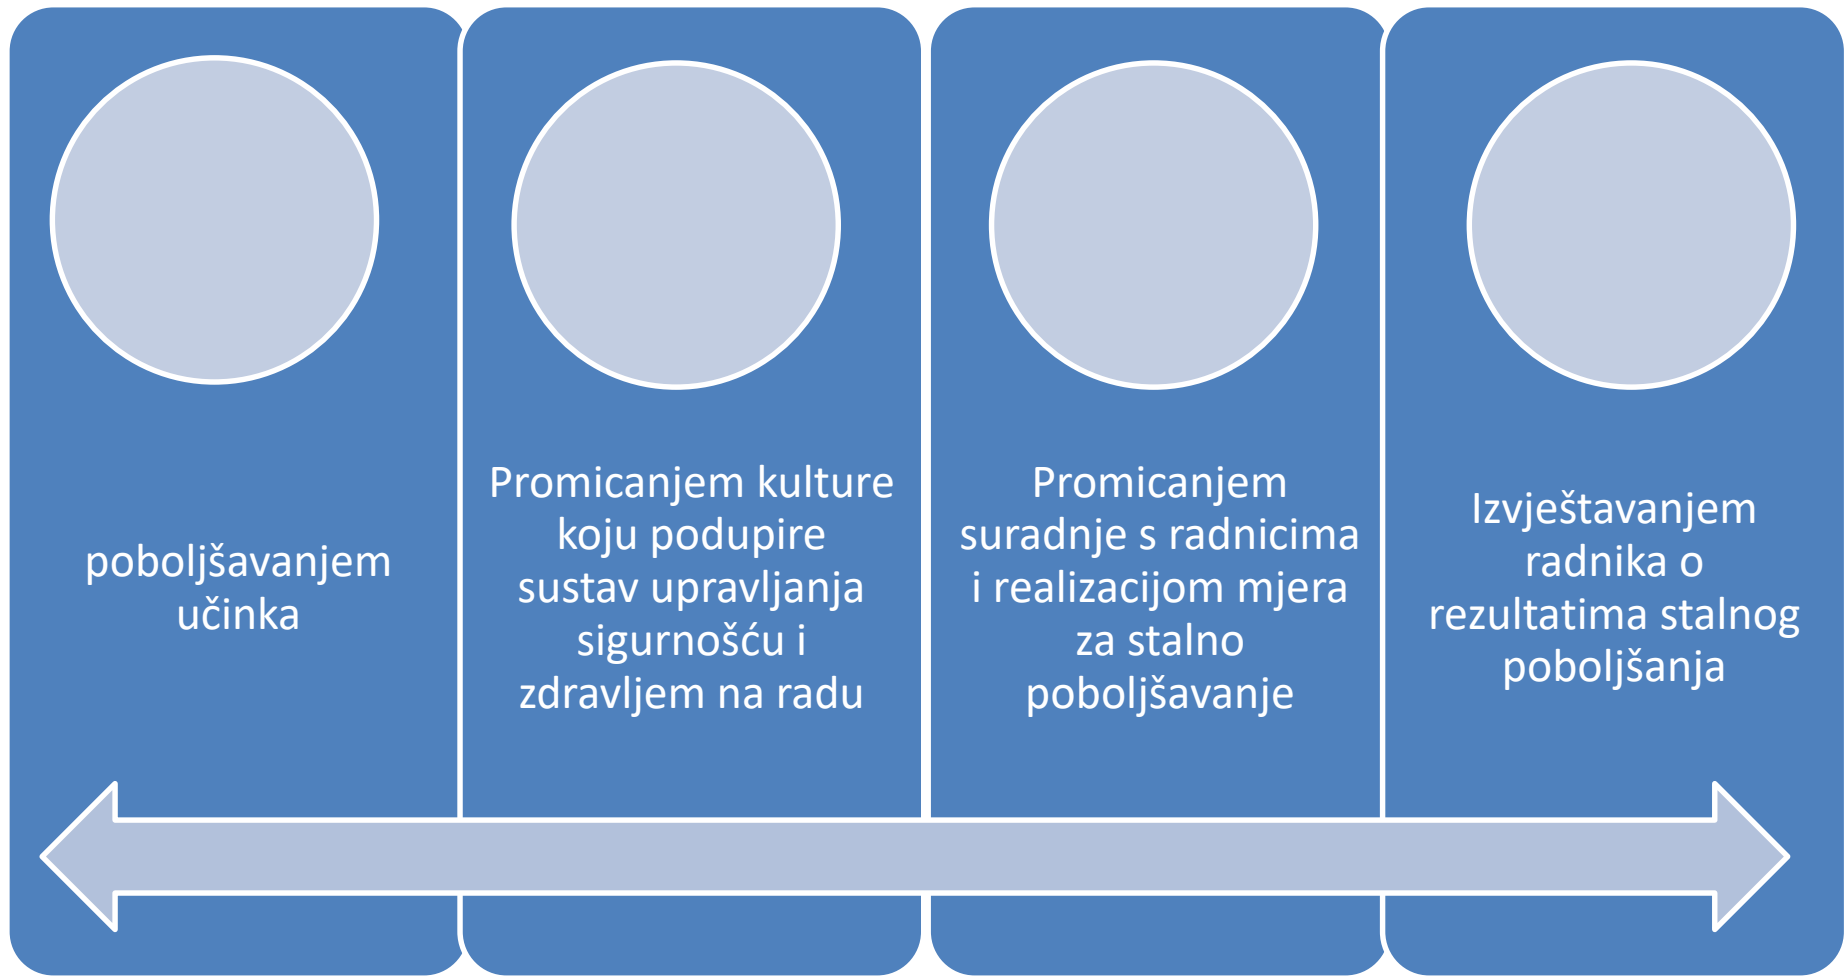 poboljšavanjem
učinka
Promicanjem kulture
koju podupire
sustav upravljanja
sigurnošću i
zdravljem na radu
Promicanjem
suradnje s radnicima
i realizacijom mjera
za stalno
poboljšavanje
Izvještavanjem
radnika o
rezultatima stalnog
poboljšanja